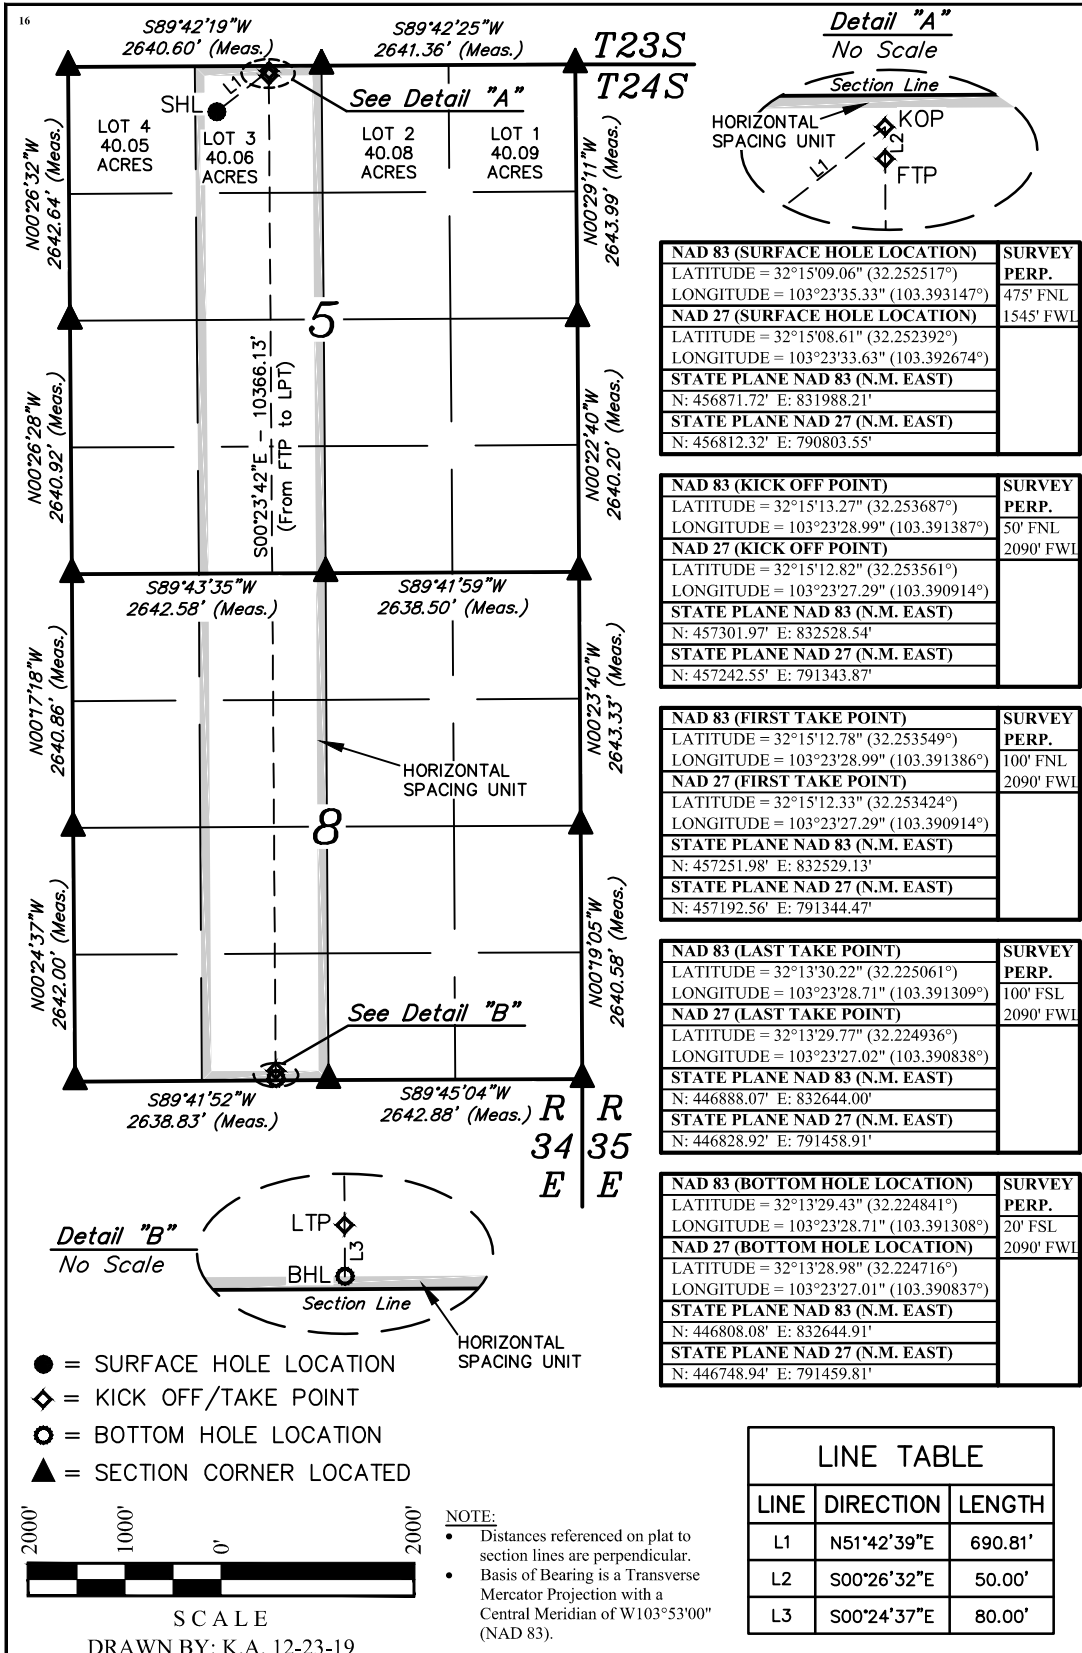 16
S89°42'19"W
2640.60' (Meas.)
S89°42'25"W
2641.36' (Meas.)
T23S
T24S
Detail "A"
No Scale
Section Line
HORIZONTAL
SPACING UNIT
KOP
L2
L1
FTP
L1
SHL
See Detail "A"
LOT 4
40.05
ACRES
LOT 3
40.06
ACRES
LOT 2
40.08
ACRES
LOT 1
40.09
ACRES
N00°26'32"W
2642.64' (Meas.)
N00°29'11"W
2643.99' (Meas.)
5
S00°23'42"E - 10366.13'
(From FTP to LPT)
N00°26'28"W
2640.92' (Meas.)
N00°22'40"W
2640.20' (Meas.)
S89°43'35"W
2642.58' (Meas.)
S89°41'59"W
2638.50' (Meas.)
N00°17'18"W
2640.86' (Meas.)
N00°23'40"W
2643.33' (Meas.)
HORIZONTAL
SPACING UNIT
8
N00°24'37"W
2642.00' (Meas.)
N00°19'05"W
2640.58' (Meas.)
See Detail "B"
S89°41'52"W
2638.83' (Meas.)
S89°45'04"W
2642.88' (Meas.)
R R
34 35
E E
NAD 83 (SURFACE HOLE LOCATION) SURVEY
LATITUDE = 32°15'09.06" (32.252517°) PERP.
LONGITUDE = 103°23'35.33" (103.393147°) 475' FNL
NAD 27 (SURFACE HOLE LOCATION) 1545' FWL
LATITUDE = 32°15'08.61" (32.252392°)
LONGITUDE = 103°23'33.63" (103.392674°)
STATE PLANE NAD 83 (N.M. EAST)
N: 456871.72' E: 831988.21'
STATE PLANE NAD 27 (N.M. EAST)
N: 456812.32' E: 790803.55'
NAD 83 (KICK OFF POINT) SURVEY
LATITUDE = 32°15'13.27" (32.253687°) PERP.
LONGITUDE = 103°23'28.99" (103.391387°) 50' FNL
NAD 27 (KICK OFF POINT) 2090' FWL
LATITUDE = 32°15'12.82" (32.253561°)
LONGITUDE = 103°23'27.29" (103.390914°)
STATE PLANE NAD 83 (N.M. EAST)
N: 457301.97' E: 832528.54'
STATE PLANE NAD 27 (N.M. EAST)
N: 457242.55' E: 791343.87'
NAD 83 (FIRST TAKE POINT) SURVEY
LATITUDE = 32°15'12.78" (32.253549°) PERP.
LONGITUDE = 103°23'28.99" (103.391386°) 100' FNL
NAD 27 (FIRST TAKE POINT) 2090' FWL
LATITUDE = 32°15'12.33" (32.253424°)
LONGITUDE = 103°23'27.29" (103.390914°)
STATE PLANE NAD 83 (N.M. EAST)
N: 457251.98' E: 832529.13'
STATE PLANE NAD 27 (N.M. EAST)
N: 457192.56' E: 791344.47'
NAD 83 (LAST TAKE POINT) SURVEY
LATITUDE = 32°13'30.22" (32.225061°) PERP.
LONGITUDE = 103°23'28.71" (103.391309°) 100' FSL
NAD 27 (LAST TAKE POINT) 2090' FWL
LATITUDE = 32°13'29.77" (32.224936°)
LONGITUDE = 103°23'27.02" (103.390838°)
STATE PLANE NAD 83 (N.M. EAST)
N: 446888.07' E: 832644.00'
STATE PLANE NAD 27 (N.M. EAST)
N: 446828.92' E: 791458.91'
NAD 83 (BOTTOM HOLE LOCATION) SURVEY
LATITUDE = 32°13'29.43" (32.224841°) PERP.
LONGITUDE = 103°23'28.71" (103.391308°) 20' FSL
NAD 27 (BOTTOM HOLE LOCATION) 2090' FWL
LATITUDE = 32°13'28.98" (32.224716°)
LONGITUDE = 103°23'27.01" (103.390837°)
STATE PLANE NAD 83 (N.M. EAST)
N: 446808.08' E: 832644.91'
STATE PLANE NAD 27 (N.M. EAST)
N: 446748.94' E: 791459.81'
Detail "B"
No Scale
LTP
L3
BHL
Section Line
HORIZONTAL
SPACING UNIT
= SURFACE HOLE LOCATION
= KICK OFF/TAKE POINT
= BOTTOM HOLE LOCATION
= SECTION CORNER LOCATED
2000' 1000' 0' 2000'
SCALE
DRAWN BY: K.A. 12-23-19
NOTE:
• Distances referenced on plat to
section lines are perpendicular.
• Basis of Bearing is a Transverse
Mercator Projection with a
Central Meridian of W103°53'00"
(NAD 83).
LINE TABLE
LINE DIRECTION LENGTH
L1 N51°42'39"E 690.81'
L2 S00°26'32"E 50.00'
L3 S00°24'37"E 80.00'